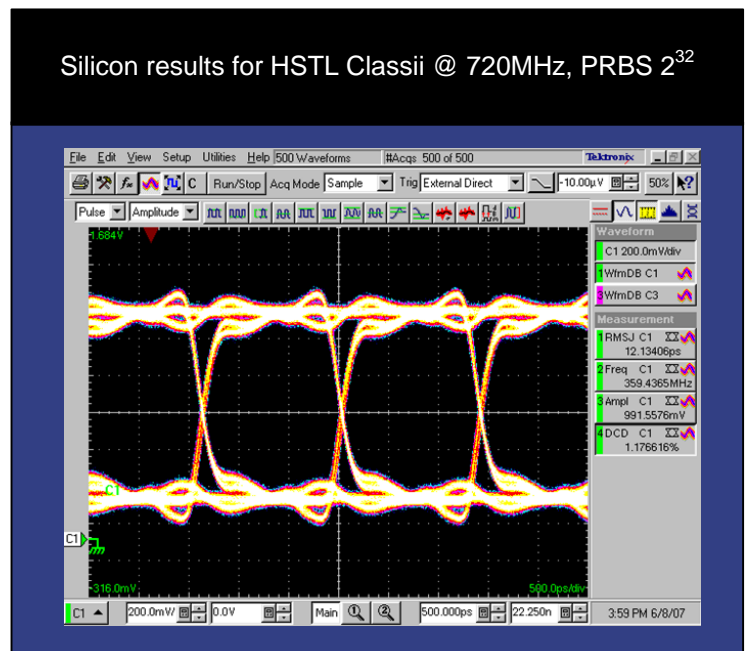 Silicon results for HSTL Classii @ 720MHz, PRBS 2^32
File Edit View Setup Utilities Help 500 Waveforms #Acqs 500 of 500 Tektronix
C Run/Stop Acq Mode Sample Trig External Direct -10.00µV 50%
Pulse Amplitude
1.684V
Waveform
C1 200.0mV/div
1 WfmDB C1
3 WfmDB C3
Measurement
1 RMSJ C1
12.13406ps
2 Freq C1
359.4365MHz
3 Ampl C1
991.5576mV
4 DCD C1
1.176616%
C1
C1
-316.0mV 500.0ps/div
C1 200.0mV/ 0.0V Main 1 2 500.000ps 22.250n 3:59 PM 6/8/07